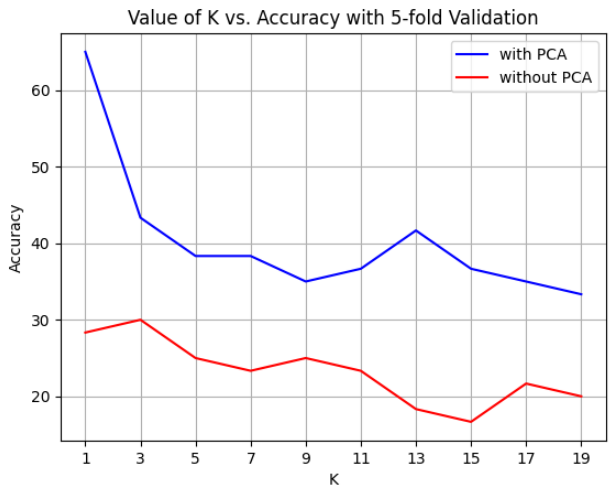 Value of K vs. Accuracy with 5-fold Validation
with PCA
without PCA
Accuracy
60
50
40
30
20
1 3 5 7 9 11 13 15 17 19
K